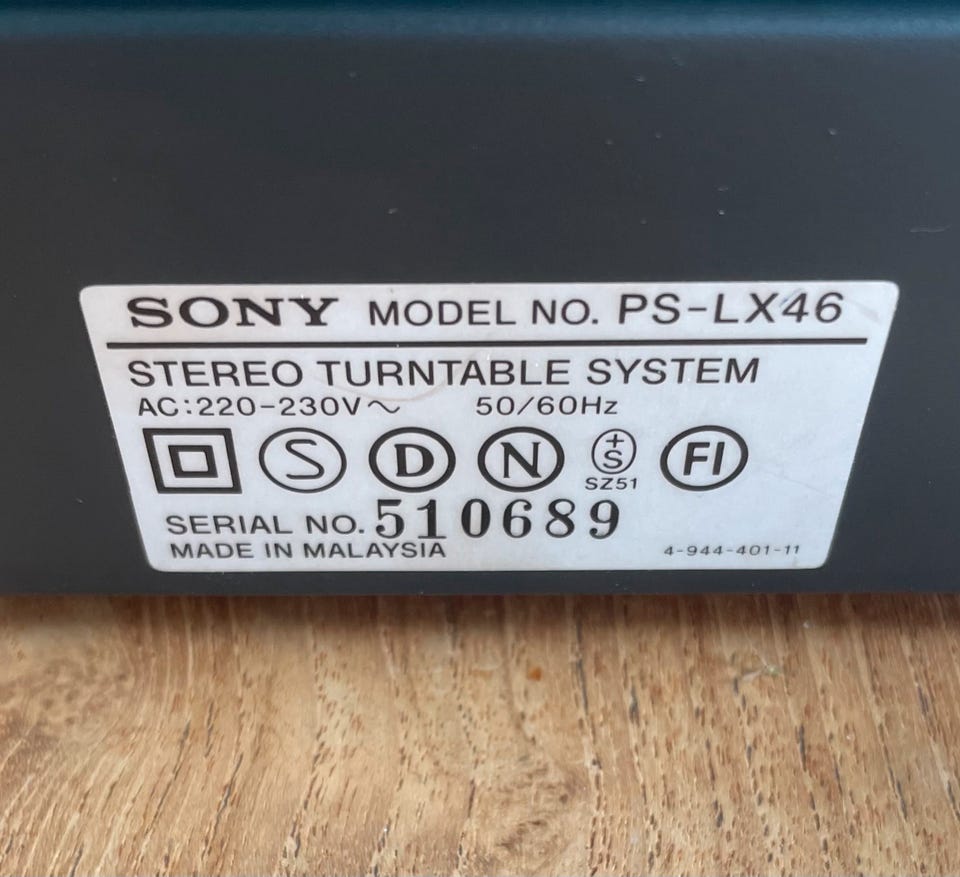 SONY MODEL NO. PS-LX46
STEREO TURNTABLE SYSTEM
AC:220-230V~ 50/60Hz
S D N +S FI
SZ51
SERIAL NO. 510689
MADE IN MALAYSIA 4-944-401-11